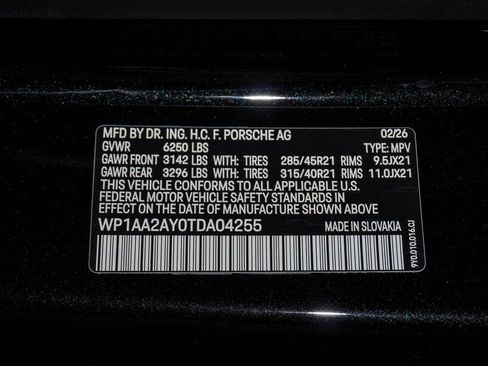 MFD BY DR. ING. H.C. F. PORSCHE AG 02/26
GVWR 6250 LBS TYPE: MPV
GAWR FRONT 3142 LBS WITH: TIRES 285/45R21 RIMS 9.5JX21
GAWR REAR 3296 LBS WITH: TIRES 315/40R21 RIMS 11.0JX21
THIS VEHICLE CONFORMS TO ALL APPLICABLE U.S.
FEDERAL MOTOR VEHICLE SAFETY STANDARDS IN
EFFECT ON THE DATE OF MANUFACTURE SHOWN ABOVE.
WP1AA2AY0TDA04255 MADE IN SLOVAKIA
9Y0.010.016.CJ